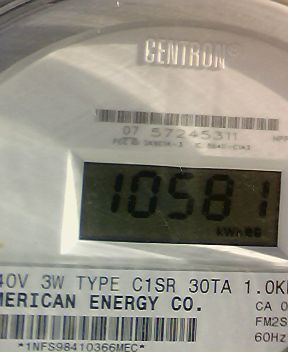 CENTRON®
07 57245311
10581
40V 3W TYPE C1SR 30TA 1.0K
MERICAN ENERGY CO.
CA 0
FM2S
60Hz
*1NFS98410366MEC*